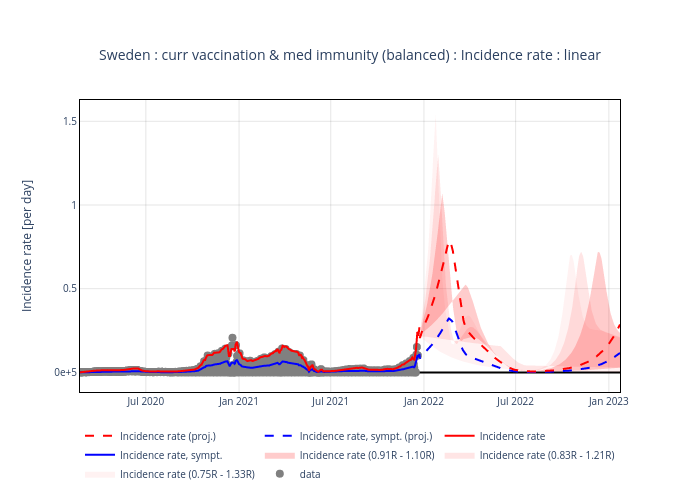 Sweden : curr vaccination & med immunity (balanced) : Incidence rate : linear
Incidence rate [per day]
1.5
1
0.5
0e+5
Jul 2020
Jan 2021
Jul 2021
Jan 2022
Jul 2022
Jan 2023
Incidence rate (proj.)
Incidence rate, sympt. (proj.)
Incidence rate
Incidence rate, sympt.
Incidence rate (0.91R - 1.10R)
Incidence rate (0.83R - 1.21R)
Incidence rate (0.75R - 1.33R)
data